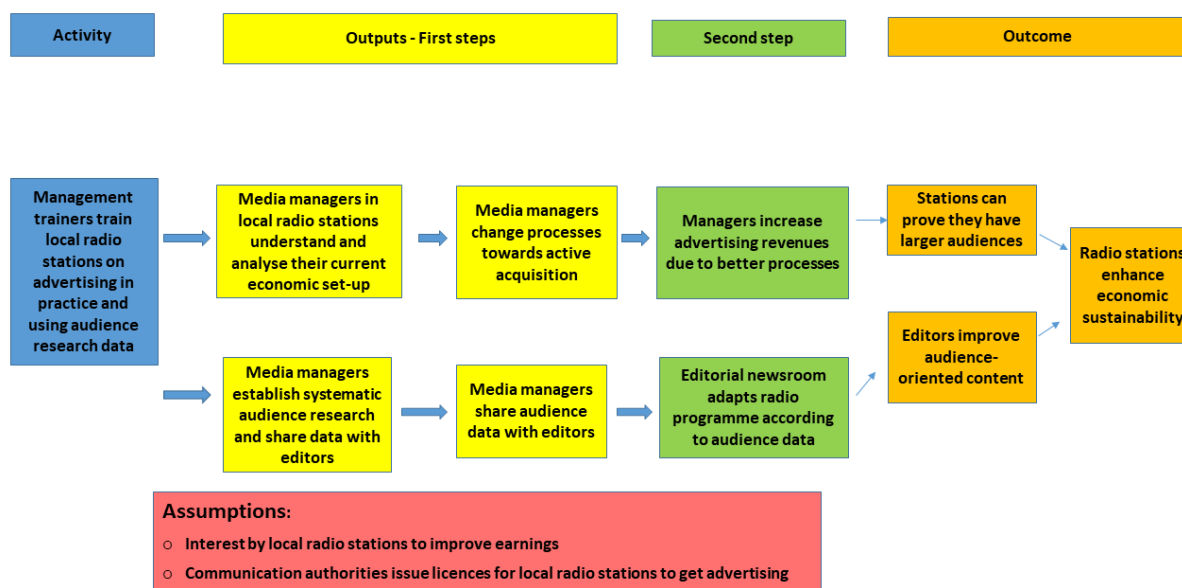 Activity
Outputs - First steps
Second step
Outcome
Management
trainers train
local radio
stations on
advertising in
practice and
using audience
research data
Media managers in
local radio stations
understand and
analyse their current
economic set-up
Media managers
change processes
towards active
acquisition
Managers increase
advertising revenues
due to better processes
Stations can
prove they have
larger audiences
Radio stations
enhance
economic
sustainability
Media managers
establish systematic
audience research
and share data with
editors
Media managers
share audience
data with editors
Editorial newsroom
adapts radio
programme according
to audience data
Editors improve
audience-
oriented content
Assumptions:
o Interest by local radio stations to improve earnings
o Communication authorities issue licences for local radio stations to get advertising